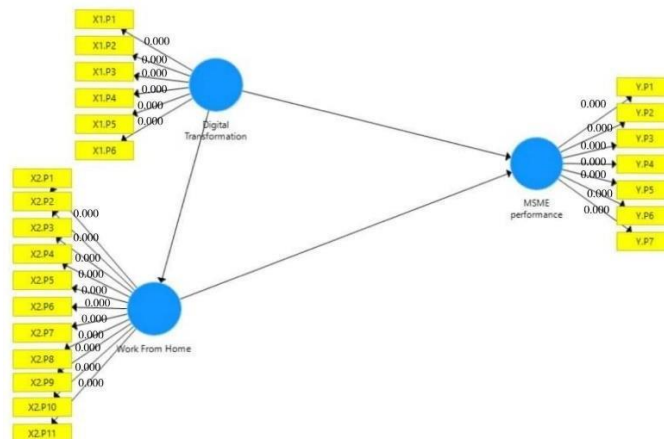 X1.P1
0.000
X1.P2
0.000
X1.P3
0.000
X1.P4
0.000
X1.P5
0.000
X1.P6
0.000
Digital
Transformation
X2.P1
X2.P2
0.000
X2.P3
0.000
X2.P4
0.000
X2.P5
0.000
X2.P6
0.000
X2.P7
0.000
X2.P8
0.000
X2.P9
0.000
0.000
X2.P10
X2.P11
Work From Home
Y.P1
0.000
Y.P2
0.000
Y.P3
0.000
Y.P4
0.000
Y.P5
0.000
Y.P6
0.000
Y.P7
0.000
MSME
performance